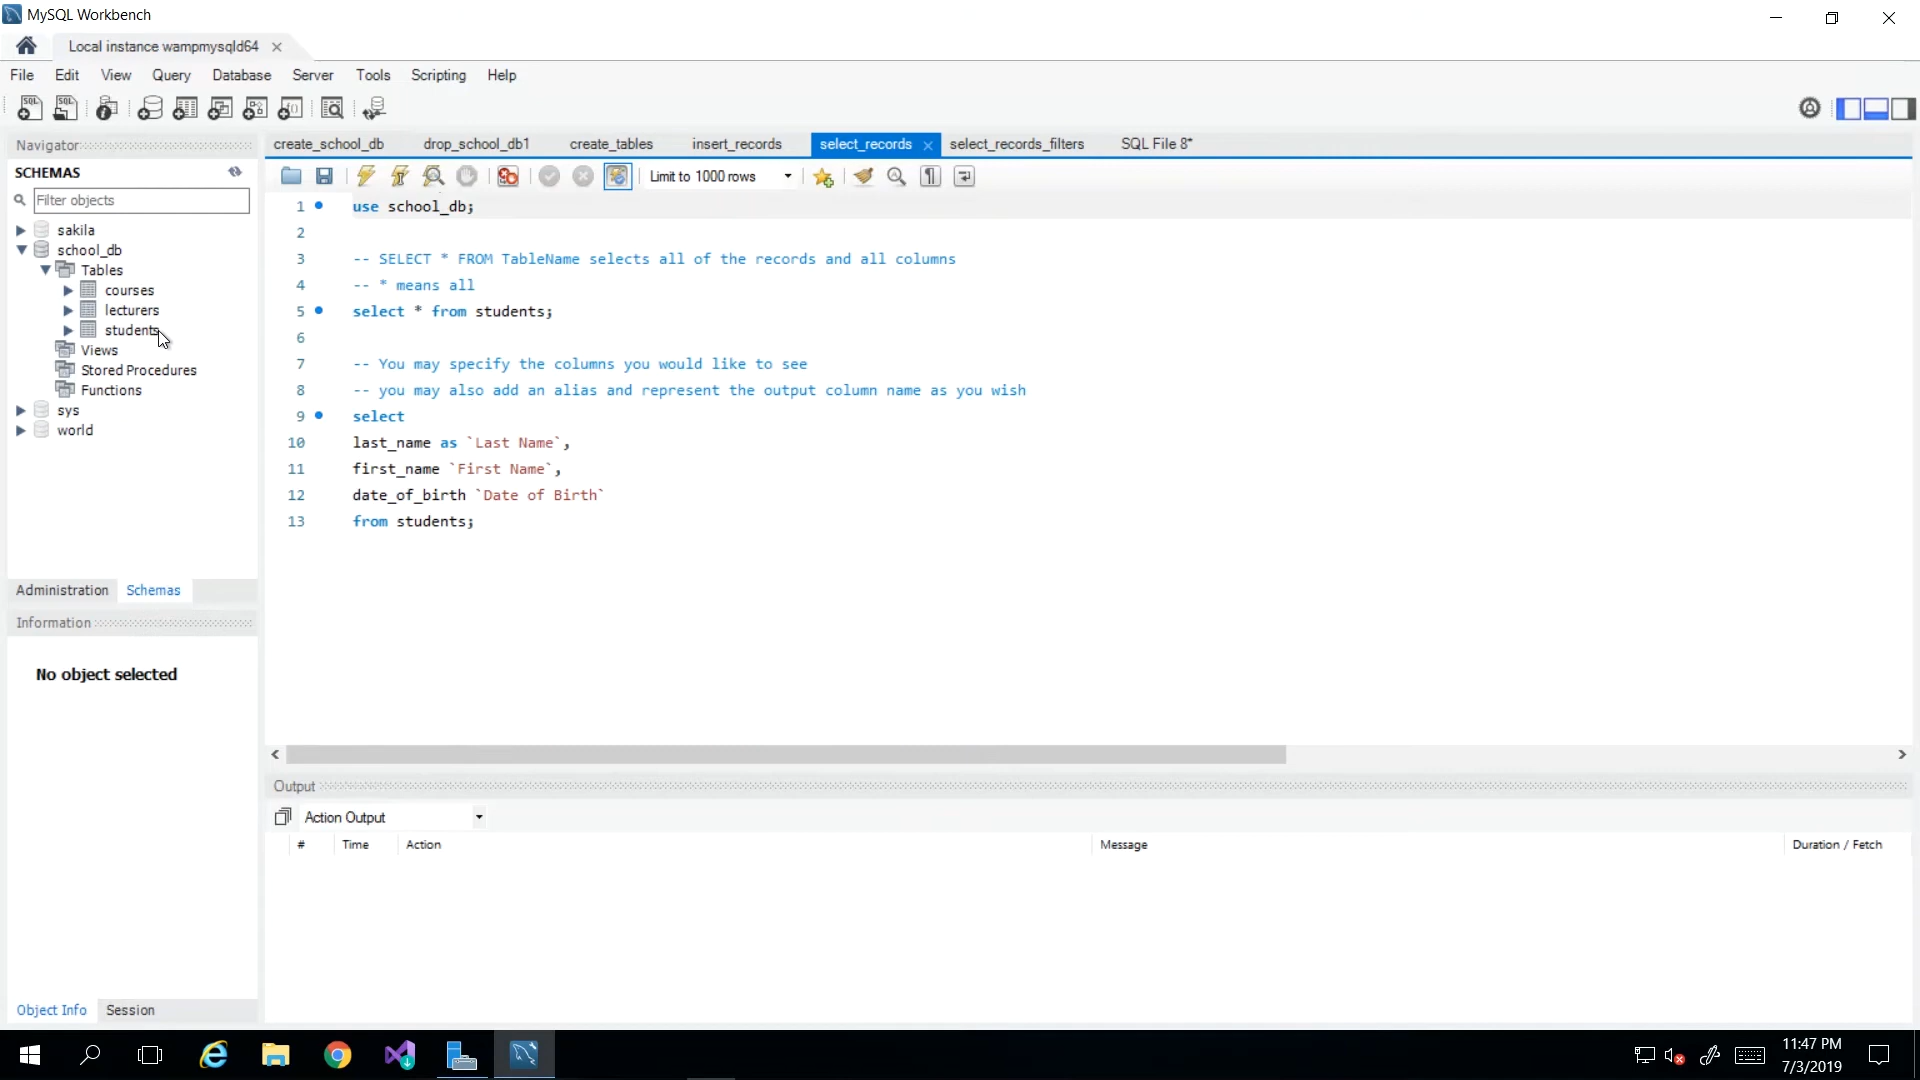 MySQL Workbench
Local instance wampmysqld64
File Edit View Query Database Server Tools Scripting Help
Navigator
SCHEMAS
Filter objects
sakila
school_db
Tables
courses
lecturers
students
Views
Stored Procedures
Functions
sys
world
Administration Schemas
Information
No object selected
Object Info Session
create_school_db drop_school_db1 create_tables insert_records select_records select_records_filters SQL File 8*
Limit to 1000 rows
1 use school_db;
2
3 -- SELECT * FROM TableName selects all of the records and all columns
4 -- * means all
5 select * from students;
6
7 -- You may specify the columns you would like to see
8 -- you may also add an alias and represent the output column name as you wish
9 select
10 last_name as `Last Name`,
11 first_name `First Name`,
12 date_of_birth `Date of Birth`
13 from students;
Output
Action Output
# Time Action Message Duration / Fetch
11:47 PM
7/3/2019